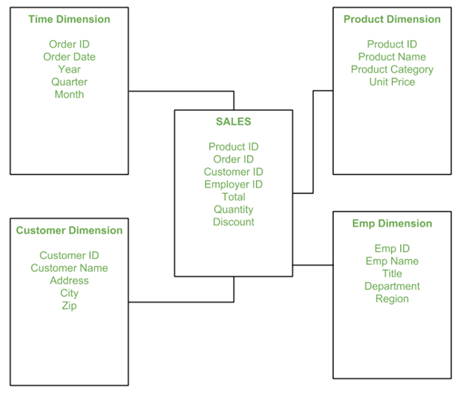 Time Dimension
Order ID
Order Date
Year
Quarter
Month
Product Dimension
Product ID
Product Name
Product Category
Unit Price
SALES
Product ID
Order ID
Customer ID
Employer ID
Total
Quantity
Discount
Customer Dimension
Customer ID
Customer Name
Address
City
Zip
Emp Dimension
Emp ID
Emp Name
Title
Department
Region